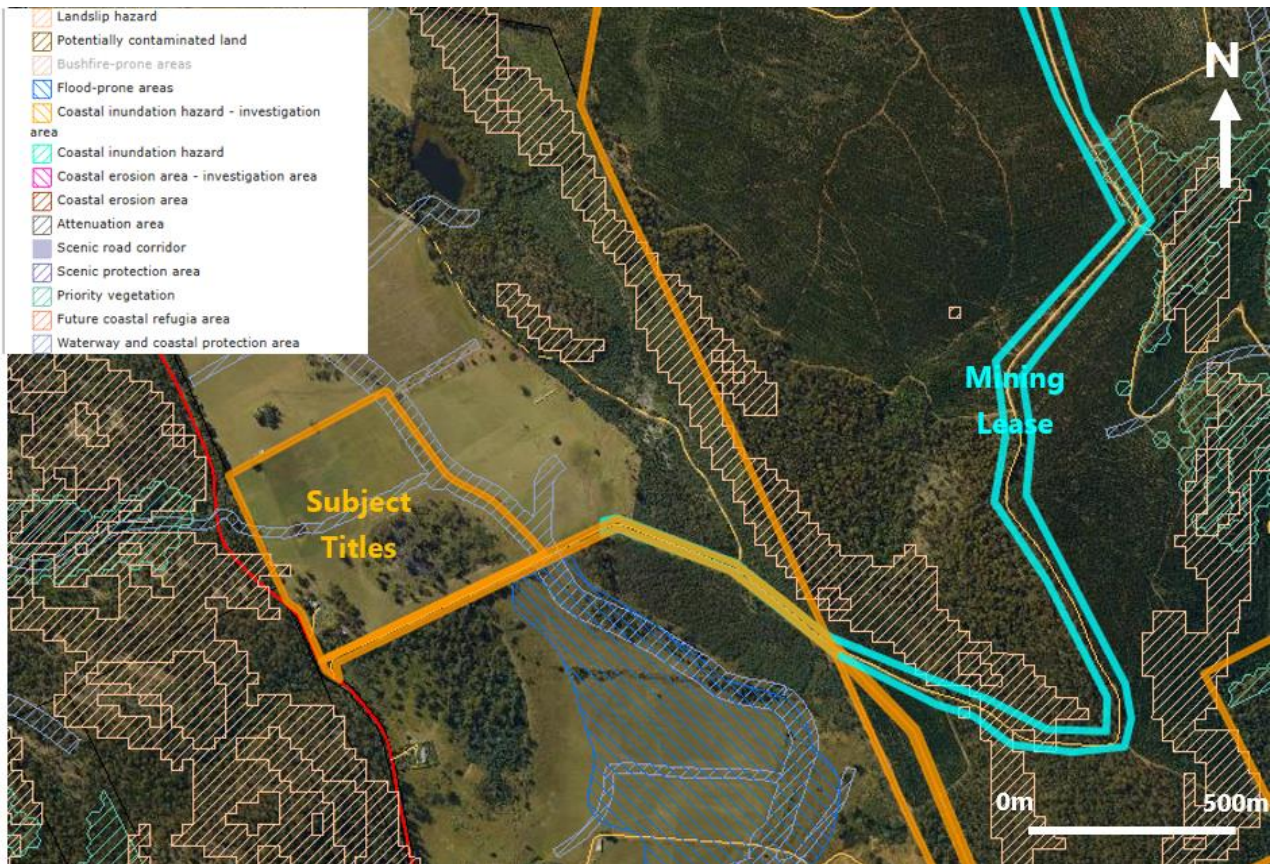 Landslip hazard
Potentially contaminated land
Bushfire-prone areas
Flood-prone areas
Coastal inundation hazard - investigation
area
Coastal inundation hazard
Coastal erosion area - investigation area
Coastal erosion area
Attenuation area
Scenic road corridor
Scenic protection area
Priority vegetation
Future coastal refugia area
Waterway and coastal protection area
N
Mining
Lease
Subject
Titles
0m 500m